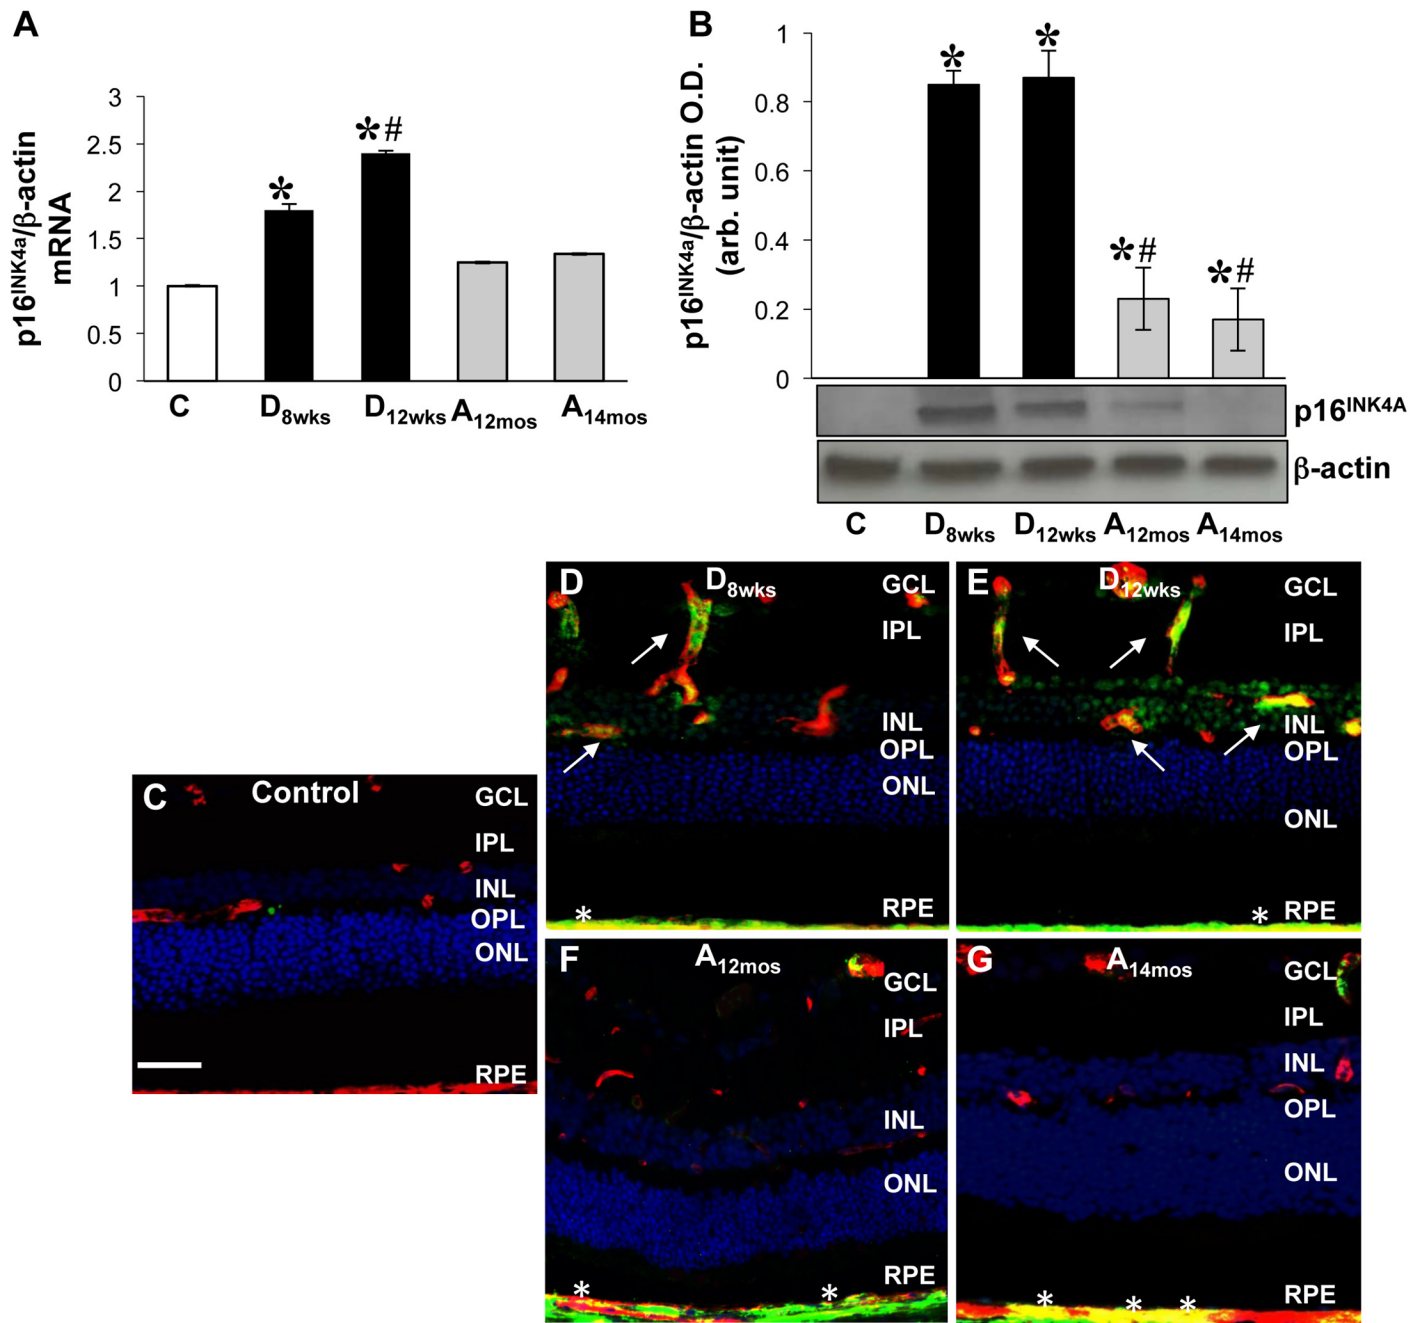 A
p16INK4a/β-actin
mRNA
3
2.5
2
1.5
1
0.5
0
*
*#
C
D8wks
D12wks
A12mos
A14mos
B
p16INK4a/β-actin O.D.
(arb. unit)
1
0.8
0.6
0.4
0.2
0
*
*
*#
*#
p16INK4A
β-actin
C
D8wks
D12wks
A12mos
A14mos
C
Control
GCL
IPL
INL
OPL
ONL
RPE
D
D8wks
GCL
IPL
INL
OPL
ONL
*
RPE
E
D12wks
GCL
IPL
INL
OPL
ONL
*
RPE
F
A12mos
GCL
IPL
INL
ONL
RPE
*
*
G
A14mos
GCL
IPL
INL
OPL
ONL
RPE
*
*
*